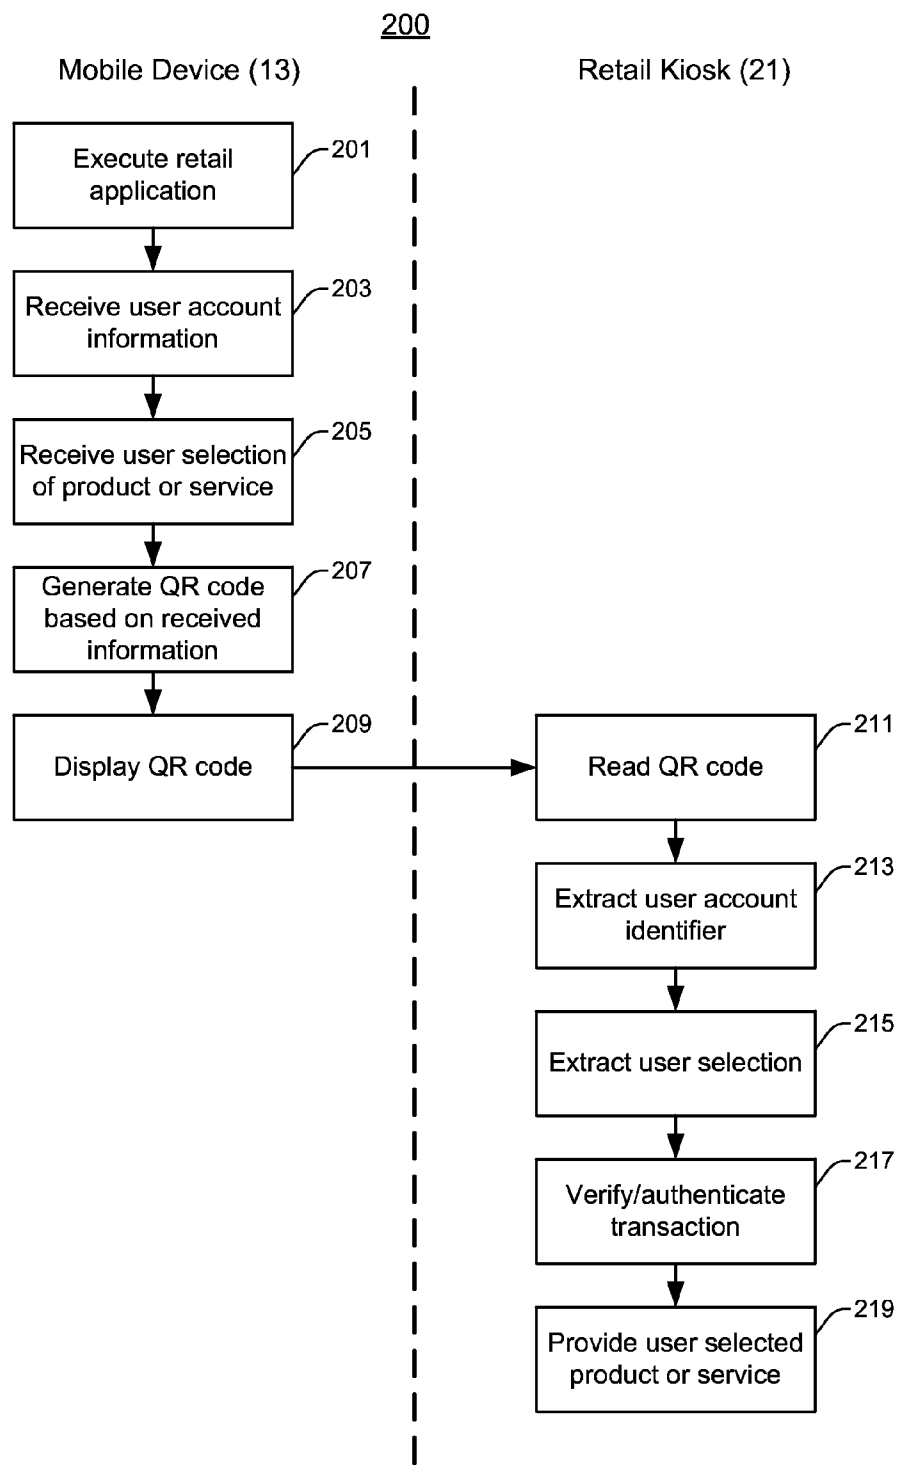 200
Mobile Device (13)
Retail Kiosk (21)
Execute retail
application
201
Receive user account
information
203
Receive user selection
of product or service
205
Generate QR code
based on received
information
207
Display QR code
209
Read QR code
211
Extract user account
identifier
213
Extract user selection
215
Verify/authenticate
transaction
217
Provide user selected
product or service
219